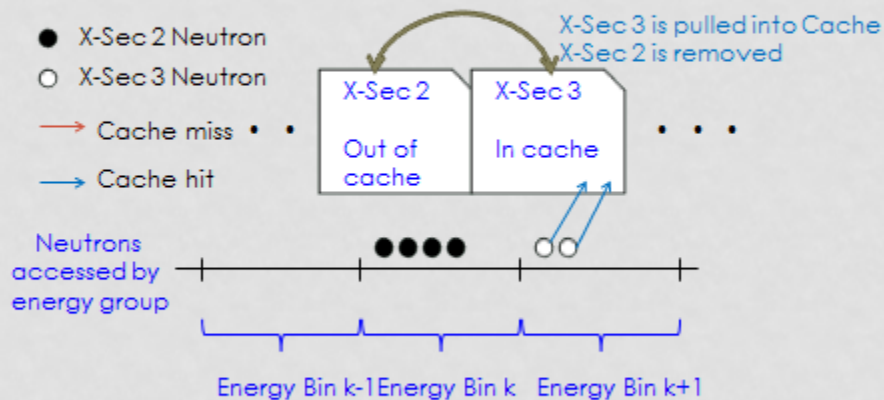 X-Sec 2 Neutron
X-Sec 3 Neutron
Cache miss
Cache hit
X-Sec 3 is pulled into Cache
X-Sec 2 is removed
X-Sec 2
Out of
cache
X-Sec 3
In cache
Neutrons
accessed by
energy group
Energy Bin k-1
Energy Bin k
Energy Bin k+1